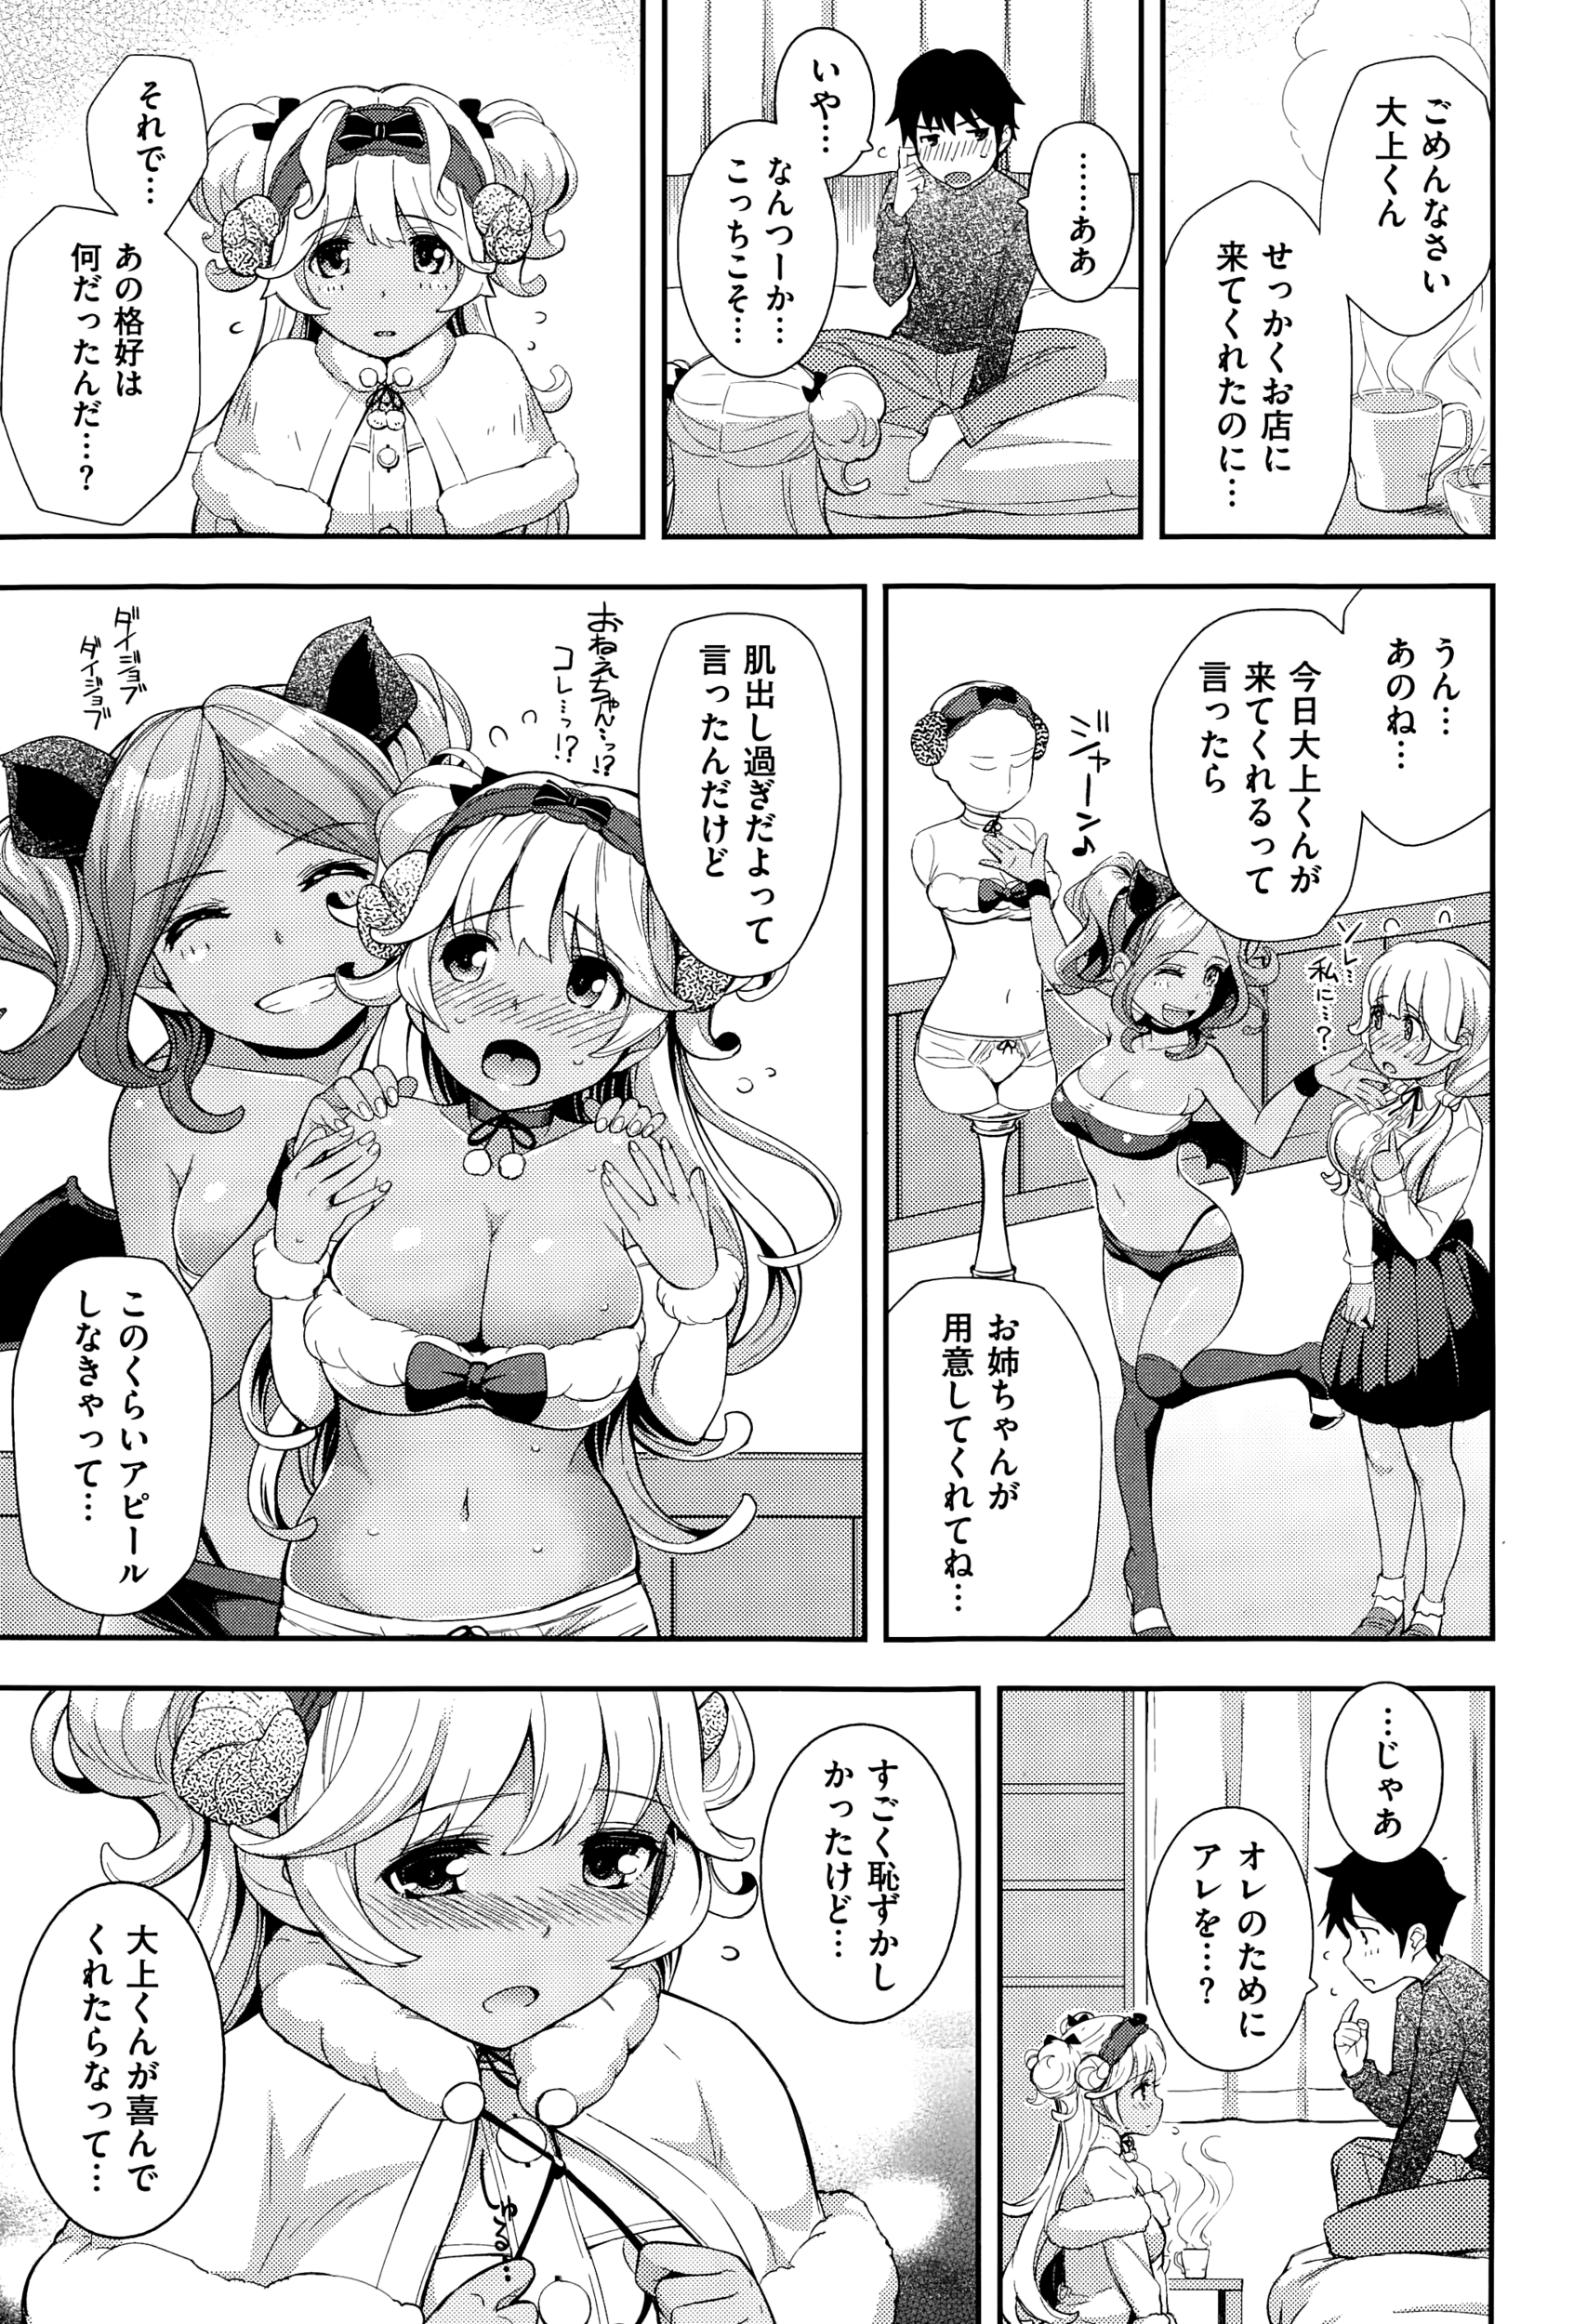 ごめんなさい
大上くん
せっかくお店に
来てくれたのに…
……ああ
いや…
なんつーか…
こっちこそ…
それで…
あの格好は
何だったんだ…？
うん…
あのね…
今日大上くんが
来てくれるって
言ったら
ジャーン♪
ソレ…
私に…？
お姉ちゃんが
用意してくれてね…
肌出し過ぎだよって
言ったんだけど
おねえちゃん…っ!?
コレ…っ!?
ダイジョブ
ダイジョブ
このくらいアピール
しなきゃって…
…じゃあ
オレのために
アレを…？
すごく恥ずかし
かったけど…
大上くんが喜んで
くれたらなって…